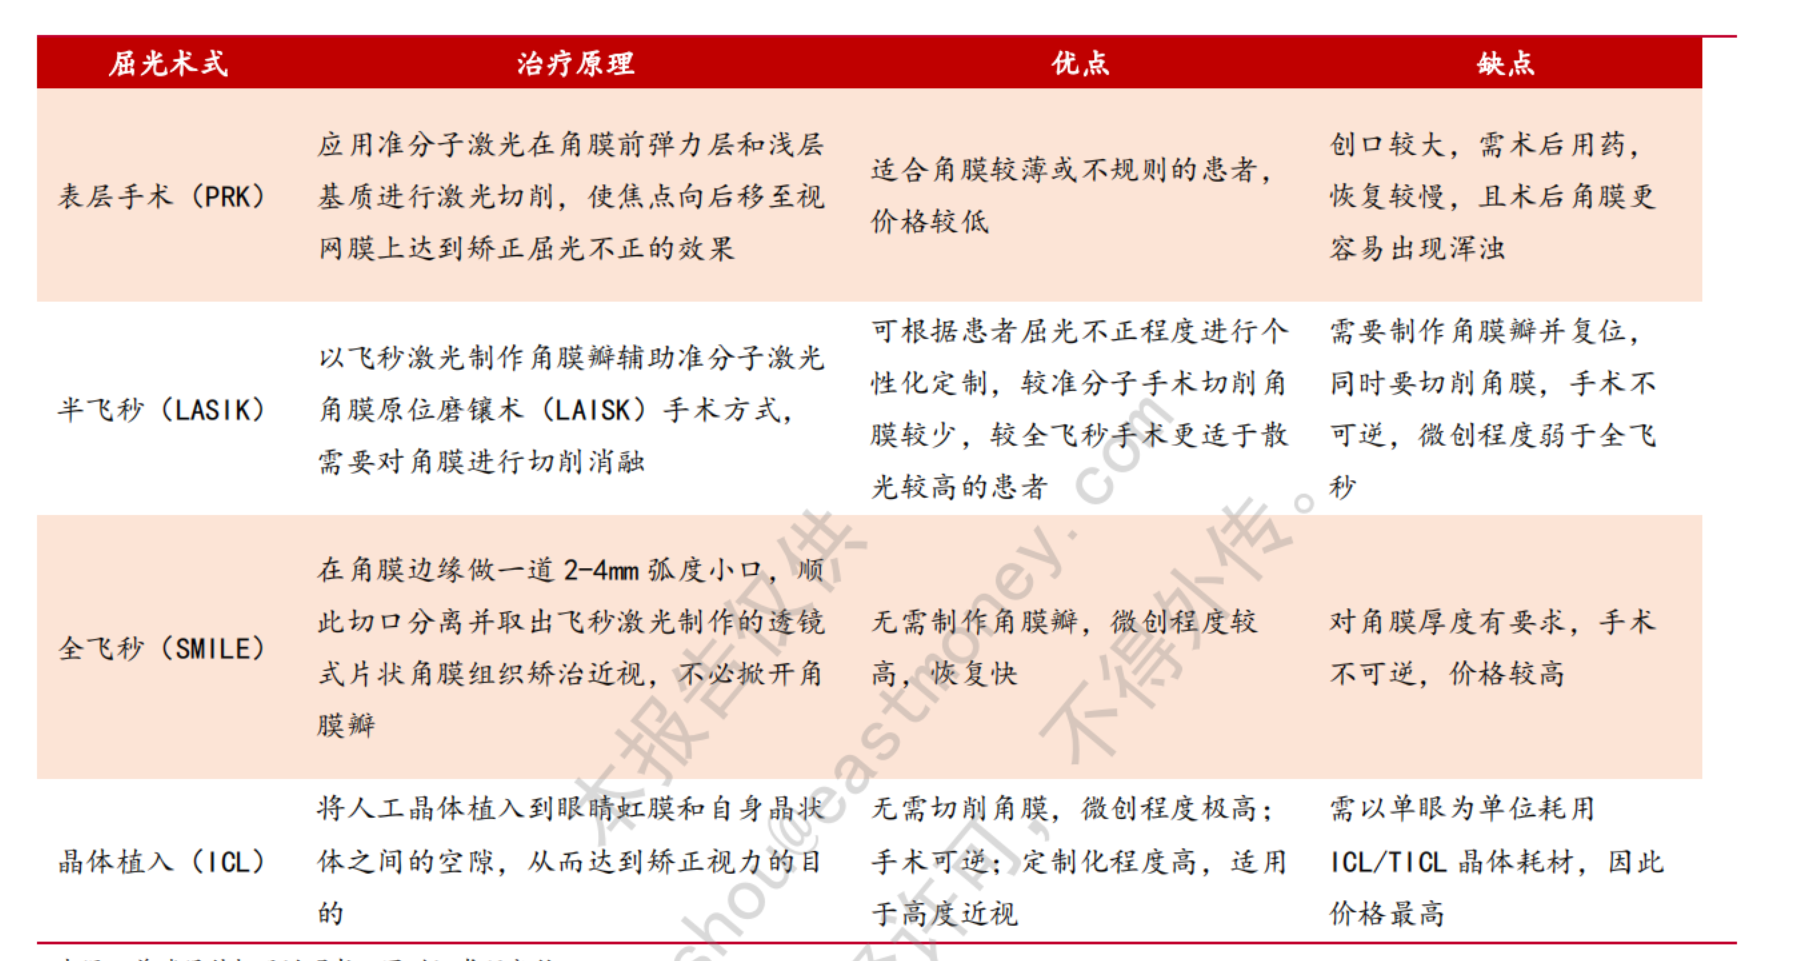 屈光术式 治疗原理 优点 缺点
应用准分子激光在角膜前弹力层和浅层
表层手术（PRK） 基质进行激光切削，使焦点向后移至视
网膜上达到矫正屈光不正的效果
适合角膜较薄或不规则的患者，
价格较低
创口较大，需术后用药，
恢复较慢，且术后角膜更
容易出现浑浊
半飞秒（LASIK）
以飞秒激光制作角膜瓣辅助准分子激光
角膜原位磨镶术（LAISK）手术方式，
需要对角膜进行切削消融
可根据患者屈光不正程度进行个
性化定制，较准分子手术切削角
膜较少，较全飞秒手术更适于散
光较高的患者
需要制作角膜瓣并复位，
同时要切削角膜，手术不
可逆，微创程度弱于全飞
秒
全飞秒（SMILE）
在角膜边缘做一道 2-4mm 弧度小口，顺
此切口分离并取出飞秒激光制作的透镜
式片状角膜组织矫治近视，不必掀开角
膜瓣
无需制作角膜瓣，微创程度较
高，恢复快
对角膜厚度有要求，手术
不可逆，价格较高
晶体植入（ICL）
将人工晶体植入到眼睛虹膜和自身晶状
体之间的空隙，从而达到矫正视力的目
的
无需切削角膜，微创程度极高；
手术可逆；定制化程度高，适用
于高度近视
需以单眼为单位耗用
ICL/TICL 晶体耗材，因此
价格最高
本报告仅供
shou@eastmoney.com
许可，不得外传。